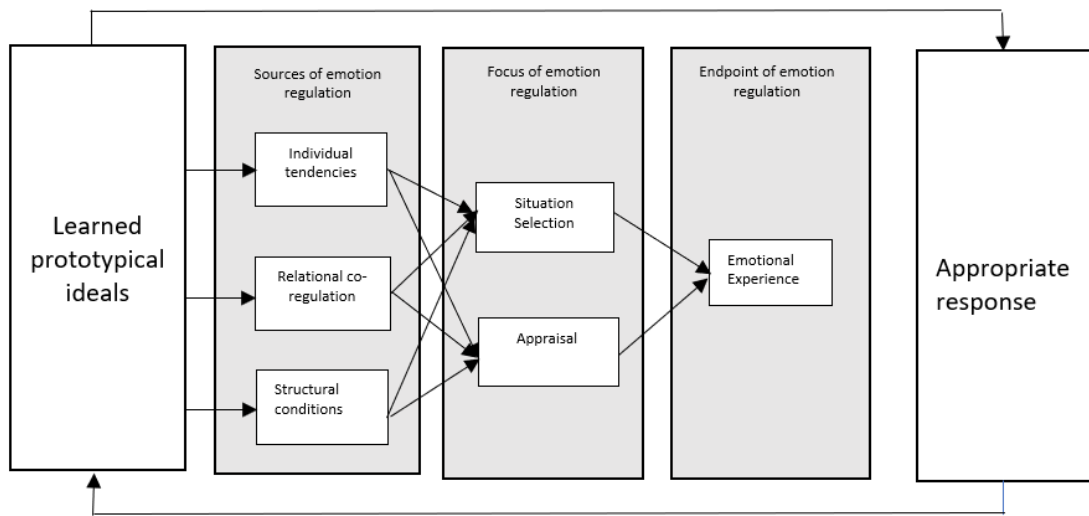 Learned
prototypical
ideals
Sources of emotion
regulation
Individual
tendencies
Relational co-
regulation
Structural
conditions
Focus of emotion
regulation
Situation
Selection
Appraisal
Endpoint of emotion
regulation
Emotional
Experience
Appropriate
response